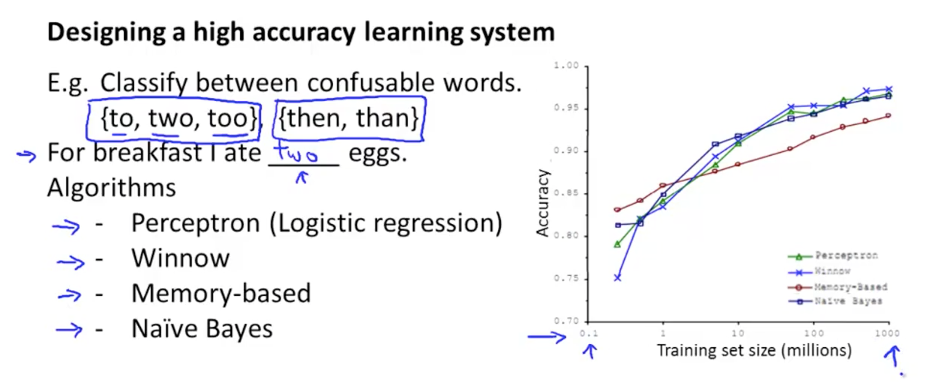 Designing a high accuracy learning system
E.g. Classify between confusable words.
{to, two, too}, {then, than}
For breakfast I ate two eggs.
Algorithms
- Perceptron (Logistic regression)
- Winnow
- Memory-based
- Naïve Bayes
1.00
0.95
0.90
0.85
0.80
0.75
0.70
Accuracy
Perceptron
Winnow
Memory-Based
Naïve Bayes
0.1 1 10 100 1000
Training set size (millions)